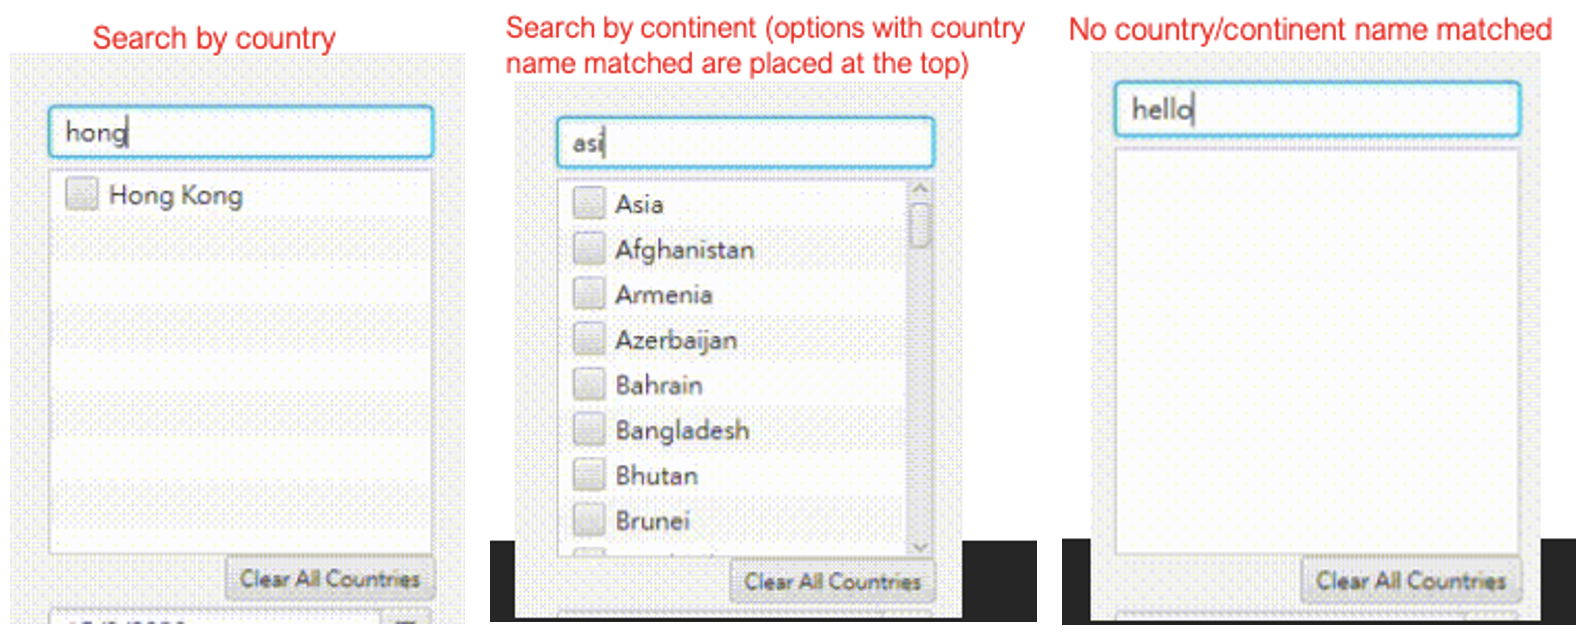 Search by country
hong
Hong Kong
Clear All Countries
Search by continent (options with country
name matched are placed at the top)
asi
Asia
Afghanistan
Armenia
Azerbaijan
Bahrain
Bangladesh
Bhutan
Brunei
Clear All Countries
No country/continent name matched
hello
Clear All Countries